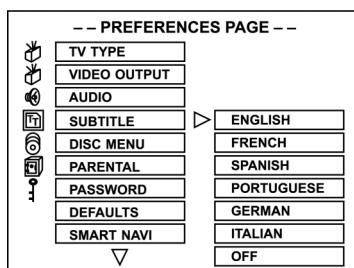 – – PREFERENCES PAGE – –
TV TYPE
VIDEO OUTPUT
AUDIO
SUBTITLE
DISC MENU
PARENTAL
PASSWORD
DEFAULTS
SMART NAVI
ENGLISH
FRENCH
SPANISH
PORTUGUESE
GERMAN
ITALIAN
OFF